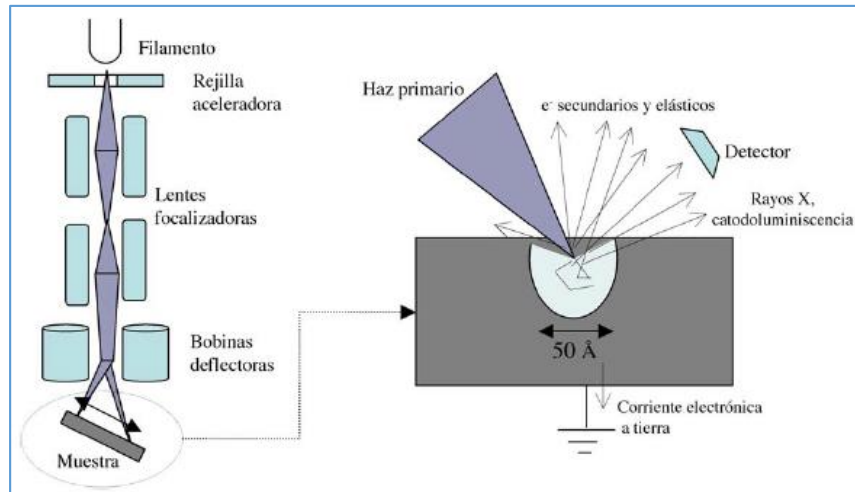 Filamento
Rejilla
aceleradora
Lentes
focalizadoras
Bobinas
deflectoras
Muestra
Haz primario
e- secundarios y elásticos
Detector
Rayos X,
catodoluminiscencia
50 Å
Corriente electrónica
a tierra